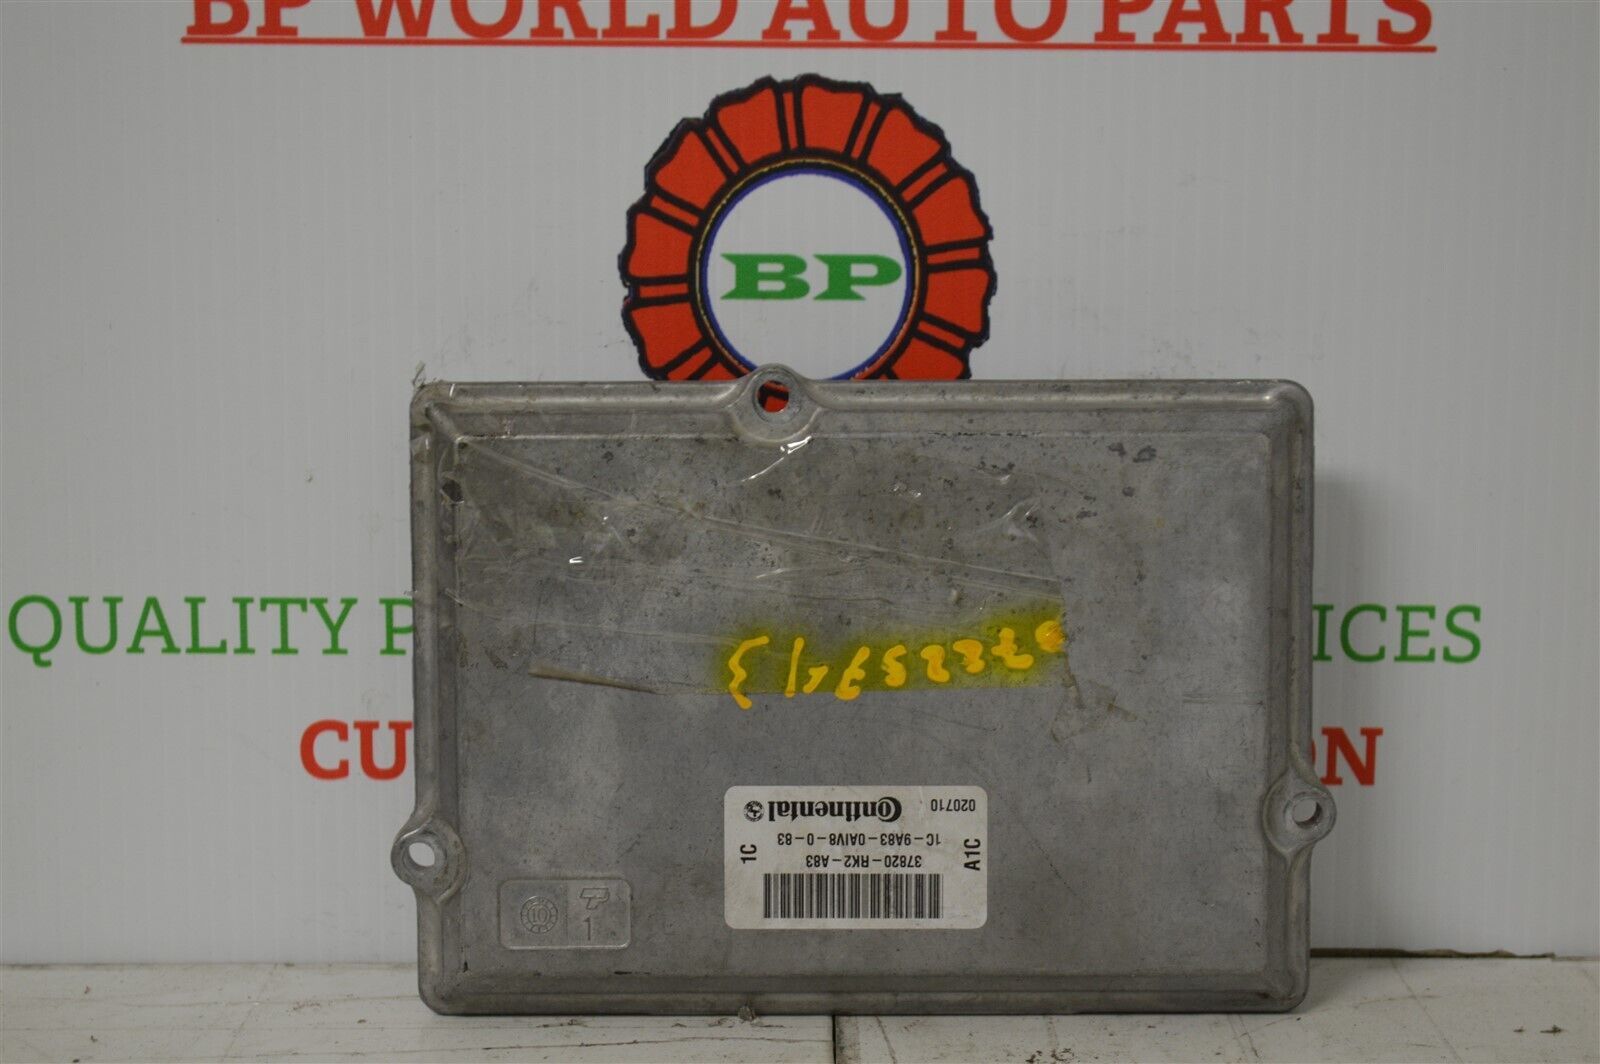 BP WORLD AUTO PARTS
BP
QUALITY P
ICES
CU
ON
A1C
37820-RK2-A83
1C-9A83-0AIV8-0-83
1C
020710
Continental
10
1